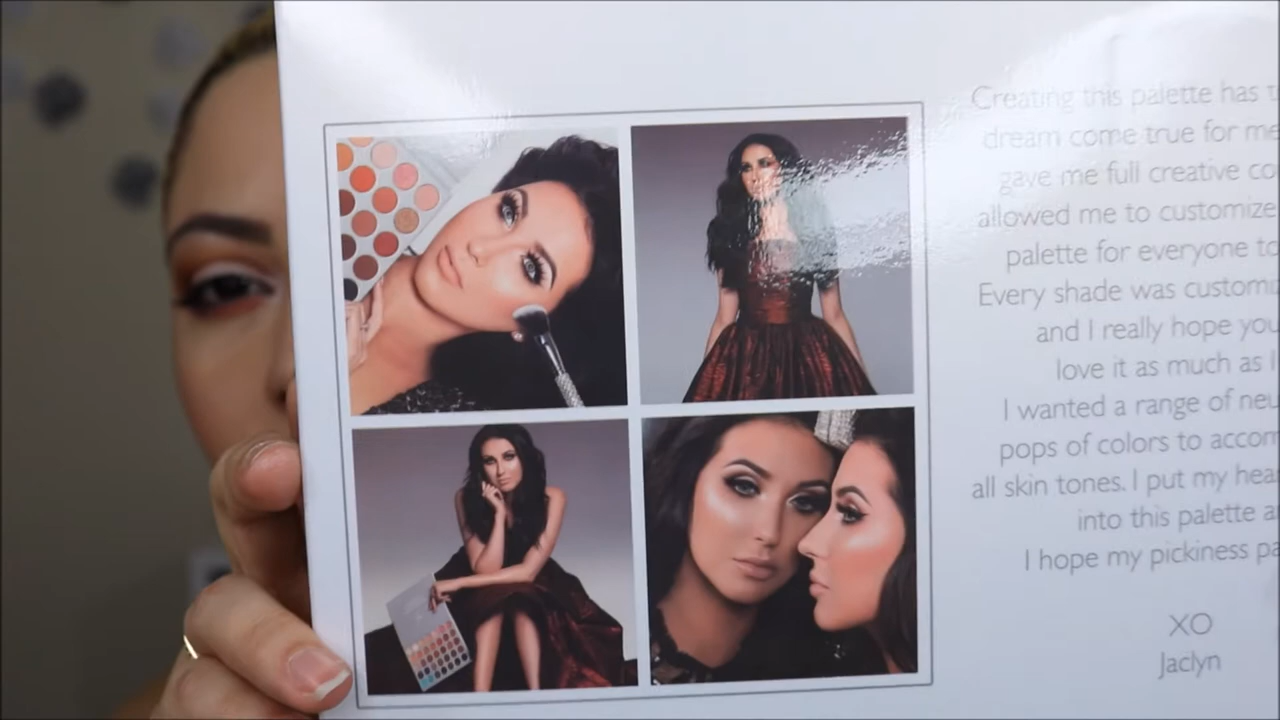 Creating this palette has t
dream come true for me
gave me full creative co
allowed me to customize
palette for everyone to
Every shade was custom
and I really hope you
love it as much as I
I wanted a range of neu
pops of colors to accom
all skin tones. I put my hea
into this palette a
I hope my pickiness pa
XO
Jaclyn